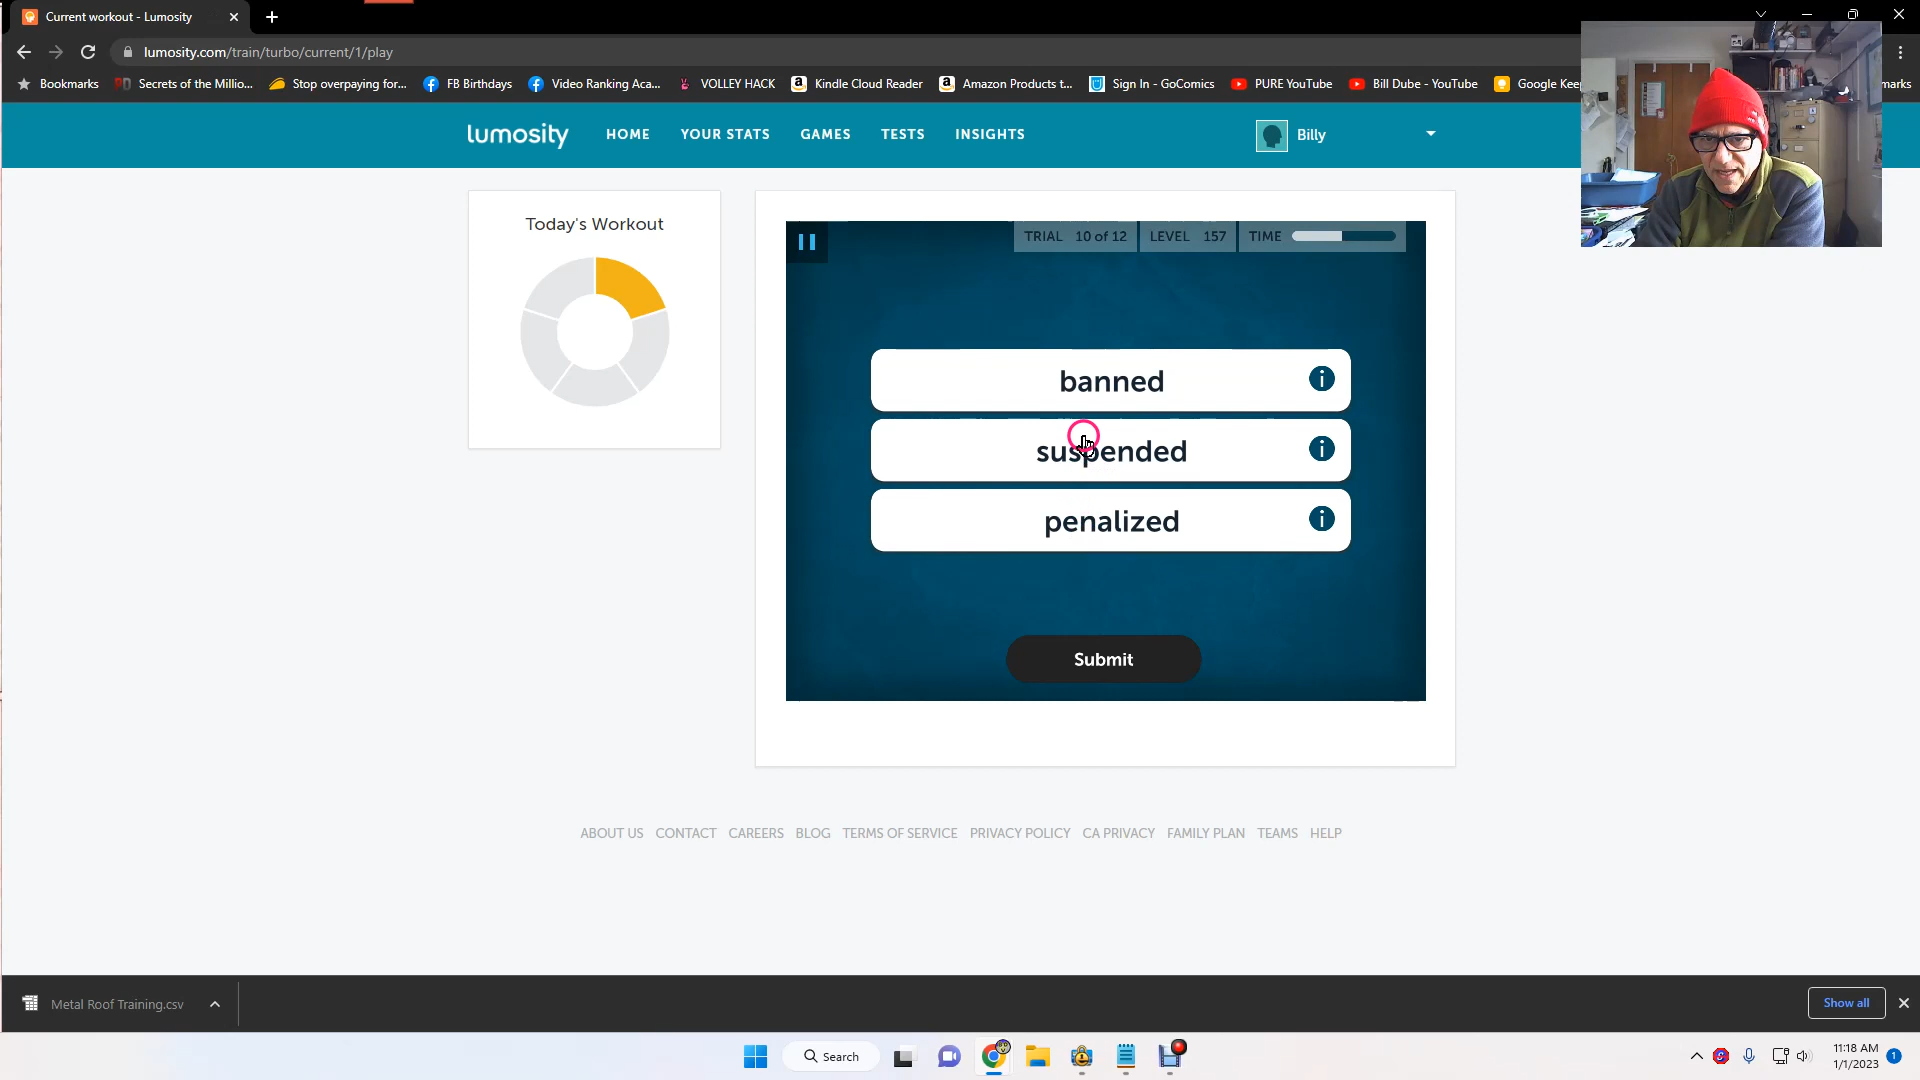 Current workout - Lumosity
lumosity.com/train/turbo/current/1/play
Bookmarks Secrets of the Millio... Stop overpaying for... FB Birthdays Video Ranking Aca... VOLLEY HACK Kindle Cloud Reader Amazon Products t... Sign In - GoComics PURE YouTube Bill Dube - YouTube Google Keep marks
lumosity HOME YOUR STATS GAMES TESTS INSIGHTS Billy
Today's Workout
TRIAL 10 of 12 LEVEL 157 TIME
banned
suspended
penalized
Submit
ABOUT US CONTACT CAREERS BLOG TERMS OF SERVICE PRIVACY POLICY CA PRIVACY FAMILY PLAN TEAMS HELP
Metal Roof Training.csv Show all
Search
11:18 AM
1/1/2023 1